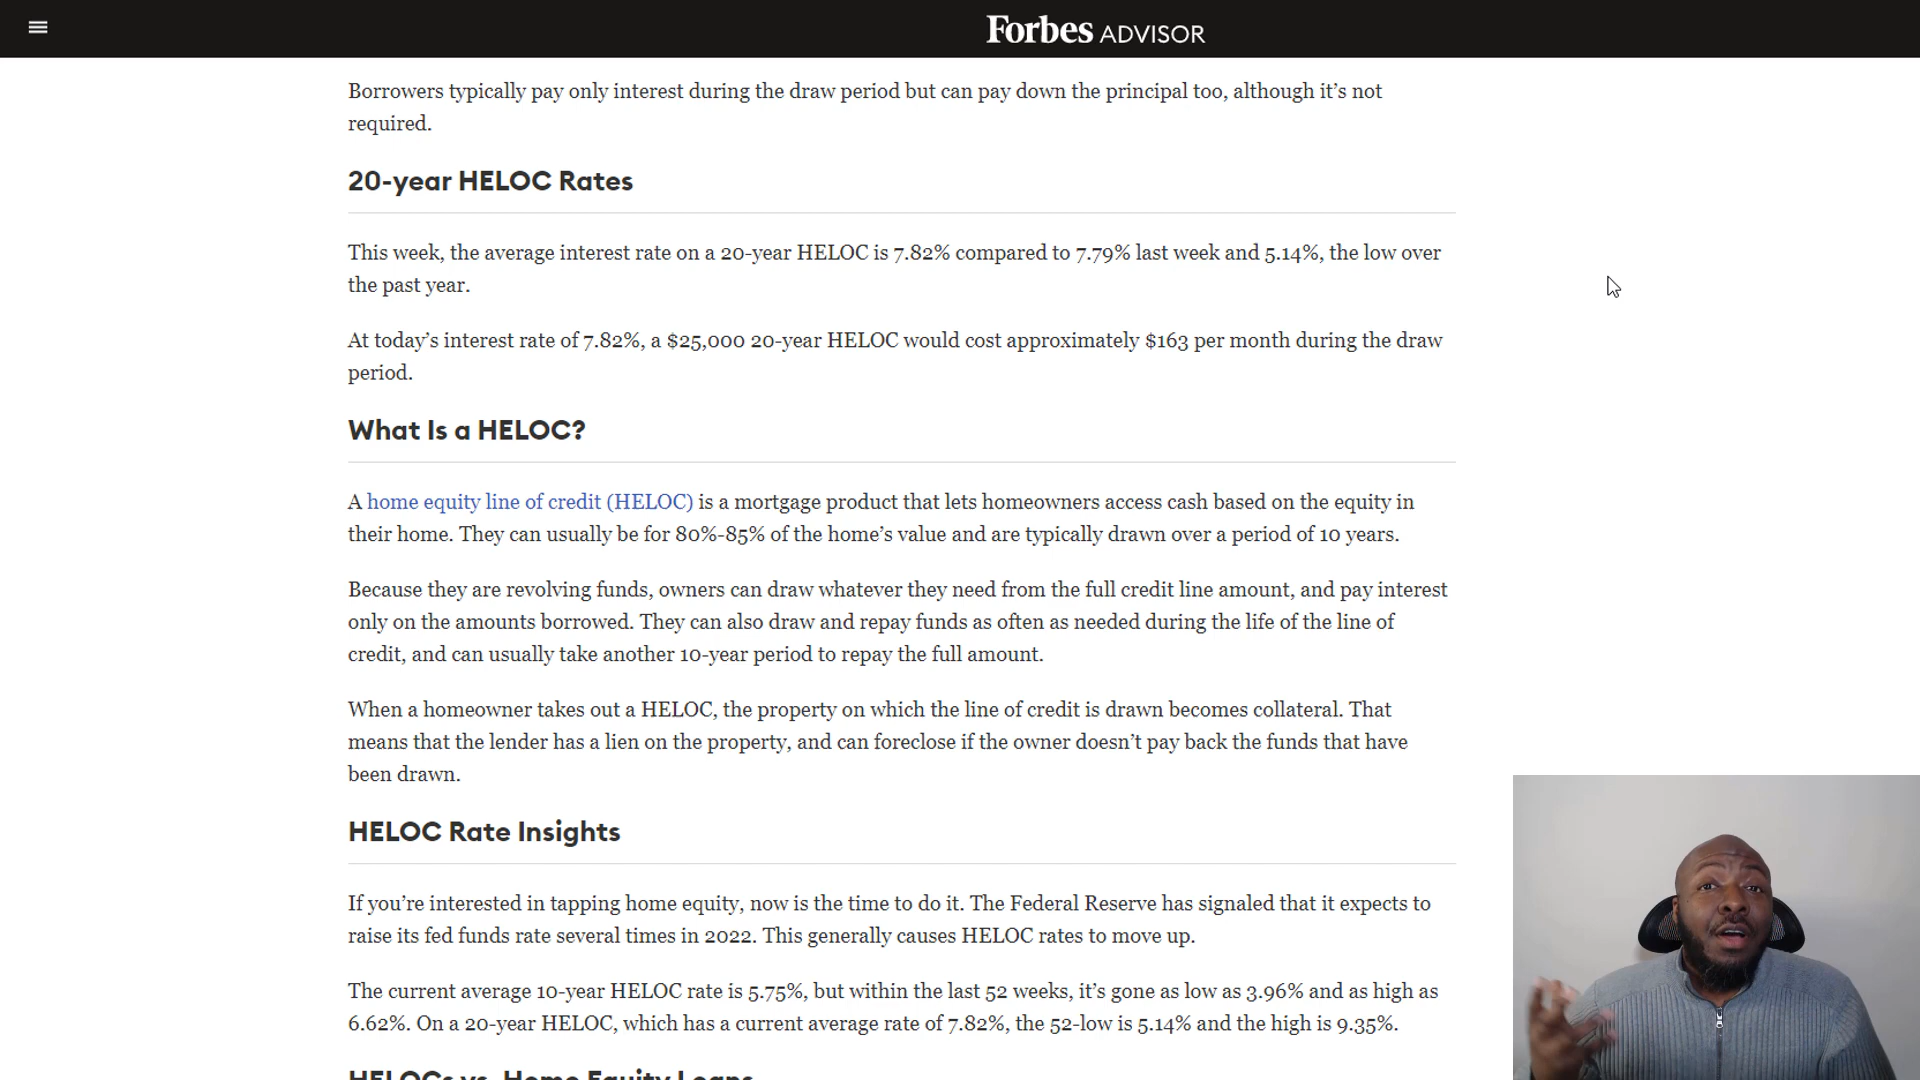 Forbes ADVISOR
Borrowers typically pay only interest during the draw period but can pay down the principal too, although it’s not
required.
20-year HELOC Rates
This week, the average interest rate on a 20-year HELOC is 7.82% compared to 7.79% last week and 5.14%, the low over
the past year.
At today’s interest rate of 7.82%, a $25,000 20-year HELOC would cost approximately $163 per month during the draw
period.
What Is a HELOC?
A home equity line of credit (HELOC) is a mortgage product that lets homeowners access cash based on the equity in
their home. They can usually be for 80%-85% of the home’s value and are typically drawn over a period of 10 years.
Because they are revolving funds, owners can draw whatever they need from the full credit line amount, and pay interest
only on the amounts borrowed. They can also draw and repay funds as often as needed during the life of the line of
credit, and can usually take another 10-year period to repay the full amount.
When a homeowner takes out a HELOC, the property on which the line of credit is drawn becomes collateral. That
means that the lender has a lien on the property, and can foreclose if the owner doesn’t pay back the funds that have
been drawn.
HELOC Rate Insights
If you’re interested in tapping home equity, now is the time to do it. The Federal Reserve has signaled that it expects to
raise its fed funds rate several times in 2022. This generally causes HELOC rates to move up.
The current average 10-year HELOC rate is 5.75%, but within the last 52 weeks, it’s gone as low as 3.96% and as high as
6.62%. On a 20-year HELOC, which has a current average rate of 7.82%, the 52-low is 5.14% and the high is 9.35%.
HELOCs vs. Home Equity Loans